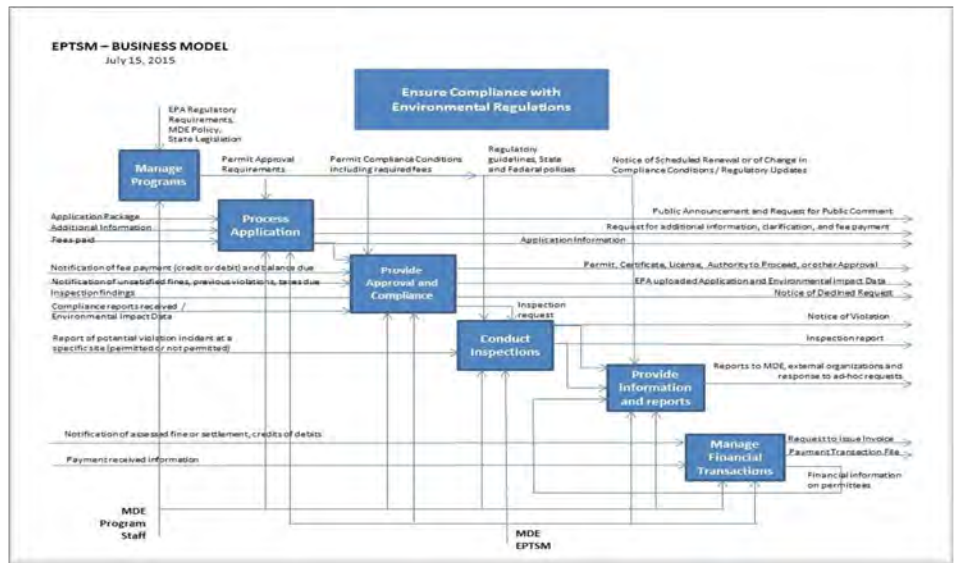 EPTSM – BUSINESS MODEL
July 15, 2015
Ensure Compliance with
Environmental Regulations
EPA Regulatory
Requirements,
MDE Policy,
State Legislation
Manage
Programs
Permit Approval
Requirements
Permit Compliance Conditions
including required fees
Regulatory
guidelines, State
and Federal policies
Notice of Scheduled Renewal or of Change in
Compliance Conditions / Regulatory Updates
Application Package
Additional Information
Fees paid
Process
Application
Public Announcement and Request for Public Comment
Request for additional information, clarification, and fee payment
Application Information
Notification of fee payment (credit or debit) and balance due
Notification of unsatisfied fines, previous violations, taxes due
Inspection findings
Compliance reports received /
Environmental Impact Data
Provide
Approval and
Compliance
Permit, Certificate, License, Authority to Proceed, or other Approval
EPA uploaded Application and Environmental Impact Data
Notice of Declined Request
Inspection
request
Report of potential violation incident at a
specific site (permitted or not permitted)
Conduct
Inspections
Notice of Violation
Inspection report
Provide
Information
and reports
Reports to MDE, external organizations and
response to ad-hoc requests
Notification of assessed fine or settlement, credits of debits
Payment received information
Manage
Financial
Transactions
Request to Issue Invoice
Payment Transaction File
Financial information
on permittees
MDE
Program
Staff
MDE
EPTSM